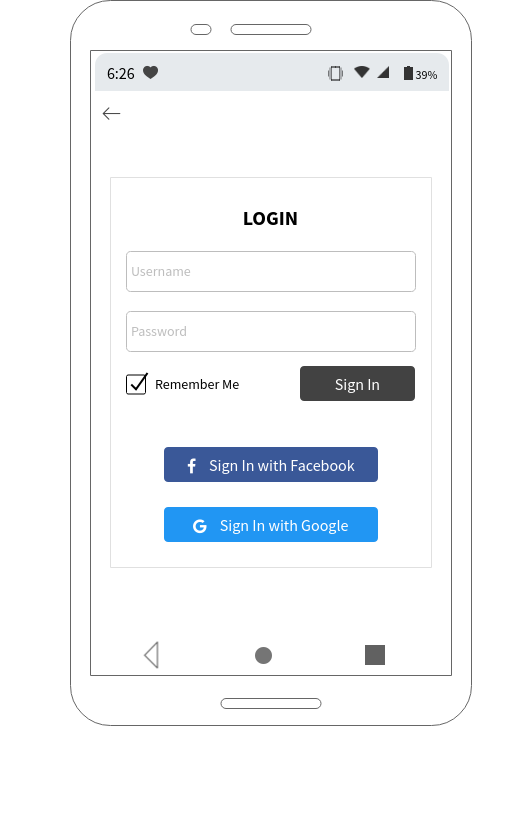 6:26
39%
LOGIN
Username
Password
Remember Me
Sign In
Sign In with Facebook
Sign In with Google